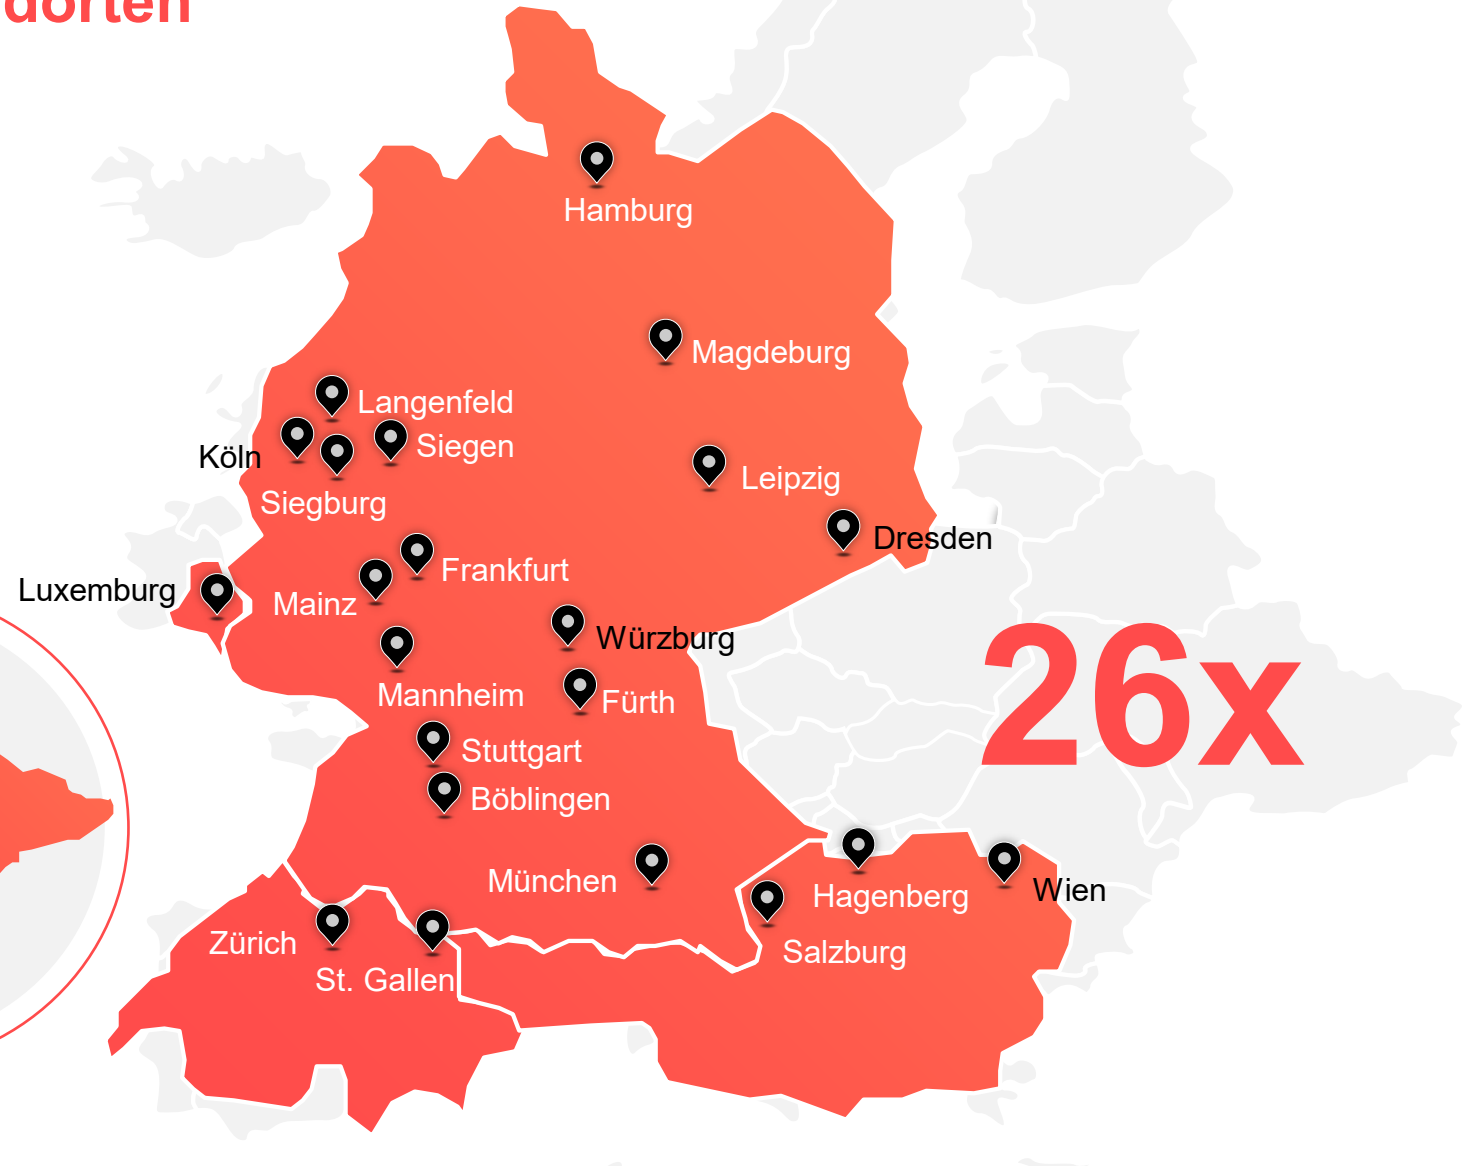 dorten
Hamburg
Magdeburg
Langenfeld
Köln
Siegen
Siegburg
Leipzig
Dresden
Frankfurt
Luxemburg
Mainz
Würzburg
26x
Mannheim
Fürth
Stuttgart
Böblingen
München
Hagenberg
Wien
Zürich
Salzburg
St. Gallen